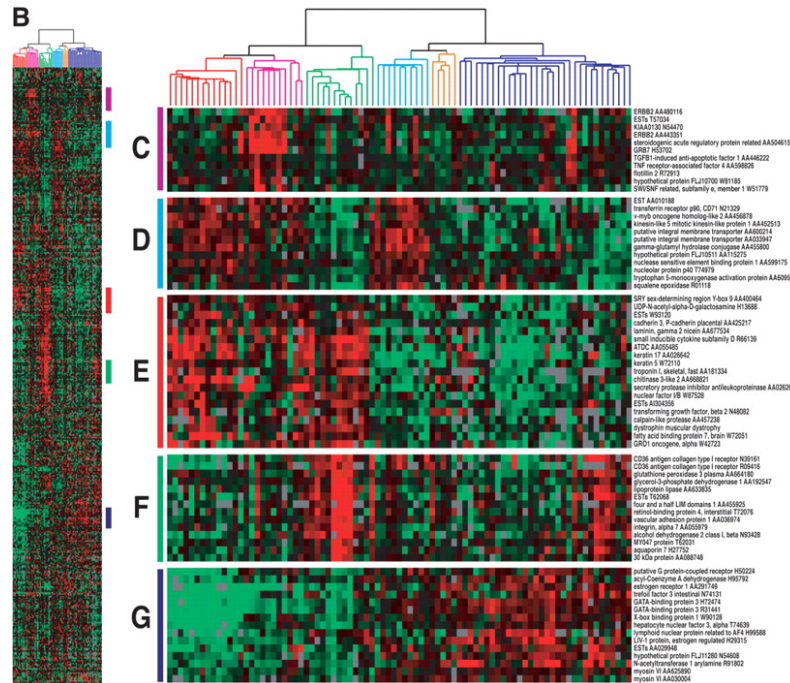 B
C
ERBB2 AA480116
ESTs T57034
KIAA0130 N54470
ERBB2 AA443351
steroidogenic acute regulatory protein related AA504615
GRB7 H53702
TGFB1-induced anti-apoptotic factor 1 AA446222
TNF receptor-associated factor 4 AA598826
flotillin 2 R72913
hypothetical protein FLJ10700 W81185
SWI/SNF related, subfamily e, member 1 W51779
D
EST AA010188
transferrin receptor p90, CD71 N21329
v-myb oncogene homolog-like 2 AA456878
kinesin-like 5 mitotic kinesin-like protein 1 AA452513
putative integral membrane transporter AA600214
putative integral membrane transporter AA033947
gamma-glutamyl hydrolase conjugase AA455800
hypothetical protein FLJ10511 AA115275
nuclease sensitive element binding protein 1 AA599175
nucleolar protein p40 T74979
tryptophan 5-monooxygenase activation protein AA6095
squalene epoxidase R01118
E
SRY sex-determining region Y-box 9 AA400464
UDP-N-acetyl-alpha-D-galactosamine H13688
ESTs W93120
cadherin 3, P-cadherin placental AA425217
laminin, gamma 2 nicein AA677534
small inducible cytokine subfamily D R66139
ATDC AA055485
keratin 17 AA026642
keratin 5 W72110
troponin I, skeletal, fast AA181334
chitinase 3-like 2 AA668821
secretory protease inhibitor antileukoproteinase AA02626
nuclear factor I/B W87528
ESTs AI304356
transforming growth factor, beta 2 N48082
calpain-like protease AA457238
dystrophin muscular dystrophy
fatty acid binding protein 7, brain W72051
GRO1 oncogene, alpha W42723
F
CD36 antigen collagen type I receptor N39161
CD36 antigen collagen type I receptor R09416
glutathione peroxidase 3 plasma AA664180
glycerol-3-phosphate dehydrogenase 1 AA192547
lipoprotein lipase AA633835
ESTs T62068
four and a half LIM domains 1 AA455925
retinol-binding protein 4, interstitial T72076
vascular adhesion protein 1 AA036974
integrin, alpha 7 AA055979
alcohol dehydrogenase 2 class I, beta N93428
MY047 protein T62031
aquaporin 7 H27752
30 kDa protein AA088748
G
putative G protein-coupled receptor H50224
acyl-Coenzyme A dehydrogenase H95792
estrogen receptor 1 AA291749
trefoil factor 3 intestinal N74131
GATA-binding protein 3 H72474
GATA-binding protein 3 R31441
X-box binding protein 1 W90128
hepatocyte nuclear factor 3, alpha T74639
lymphoid nuclear protein related to AF4 H99588
LIV-1 protein, estrogen regulated H29315
ESTs AA029948
hypothetical protein FLJ11280 N54608
N-acetyltransferase 1 arylamine R91802
myosin VI AA625890
myosin VI AA030004